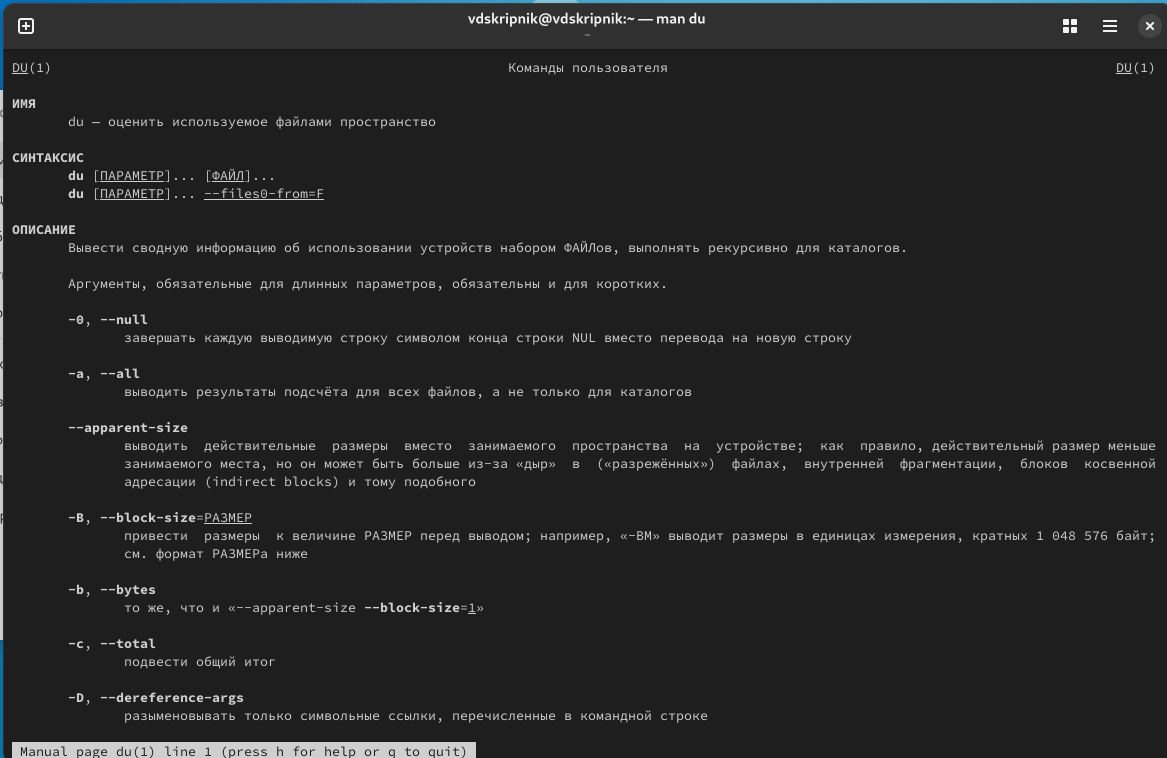 vdskripnik@vdskripnik:~ — man du
~
DU(1) Команды пользователя DU(1)
ИМЯ
du — оценить используемое файлами пространство
СИНТАКСИС
du [ПАРАМЕТР]... [ФАЙЛ]...
du [ПАРАМЕТР]... --files0-from=F
ОПИСАНИЕ
Вывести сводную информацию об использовании устройств набором ФАЙЛов, выполнять рекурсивно для каталогов.
Аргументы, обязательные для длинных параметров, обязательны и для коротких.
-0, --null
завершать каждую выводимую строку символом конца строки NUL вместо перевода на новую строку
-a, --all
выводить результаты подсчёта для всех файлов, а не только для каталогов
--apparent-size
выводить действительные размеры вместо занимаемого пространства на устройстве; как правило, действительный размер меньше
занимаемого места, но он может быть больше из-за «дыр» в («разрежённых») файлах, внутренней фрагментации, блоков косвенной
адресации (indirect blocks) и тому подобного
-B, --block-size=РАЗМЕР
привести размеры к величине РАЗМЕР перед выводом; например, «-BM» выводит размеры в единицах измерения, кратных 1 048 576 байт;
см. формат РАЗМЕРа ниже
-b, --bytes
то же, что и «--apparent-size --block-size=1»
-c, --total
подвести общий итог
-D, --dereference-args
разыменовывать только символьные ссылки, перечисленные в командной строке
Manual page du(1) line 1 (press h for help or q to quit)